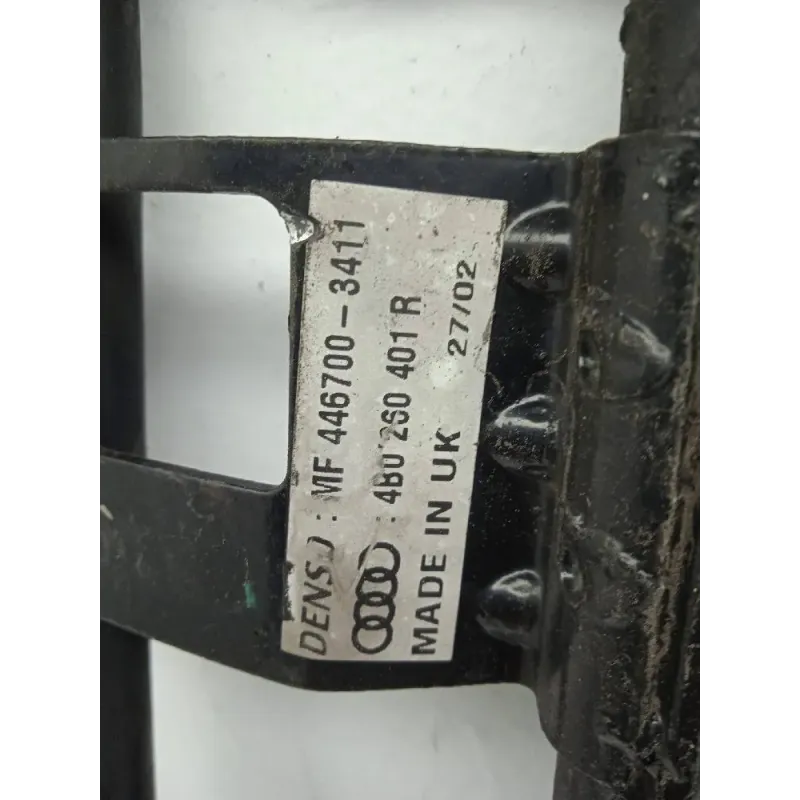 DENSO : MF 446700-3411
: 4B0 260 401 R
MADE IN UK 27/02